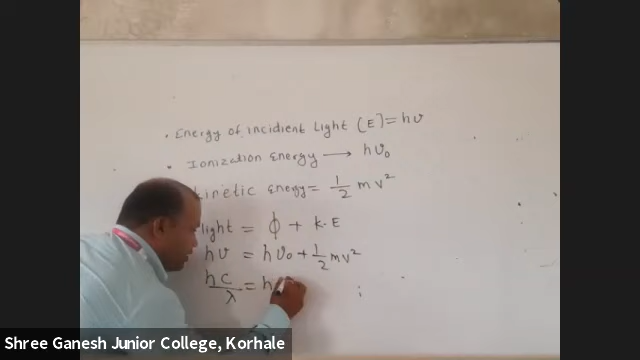 . Energy of incidient Light (E) = hυ
. Ionization Energy → hυ₀
kinetic energy = 1/2 mv²
light = ϕ + K.E
hυ = hυ₀ + 1/2 mv²
hc/λ = h
Shree Ganesh Junior College, Korhale